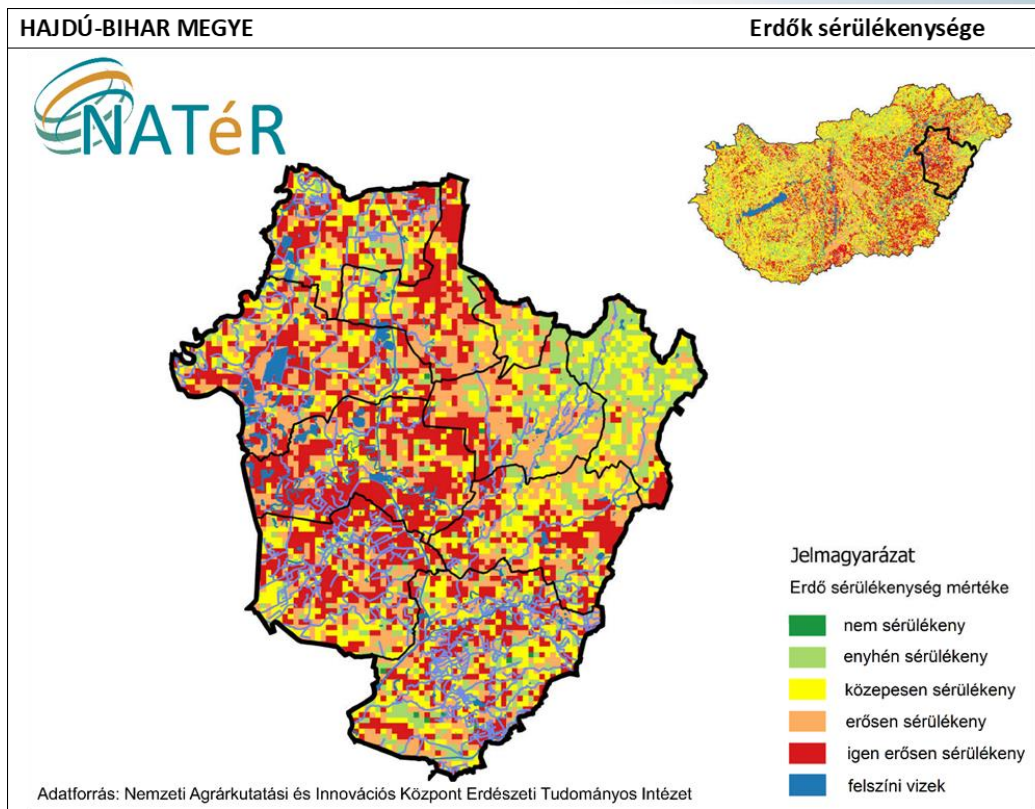 HAJDÚ-BIHAR MEGYE
Erdők sérülékenysége
NATéR
Jelmagyarázat
Erdő sérülékenység mértéke
nem sérülékeny
enyhén sérülékeny
közepesen sérülékeny
erősen sérülékeny
igen erősen sérülékeny
felszíni vizek
Adatforrás: Nemzeti Agrárkutatási és Innovációs Központ Erdészeti Tudományos Intézet